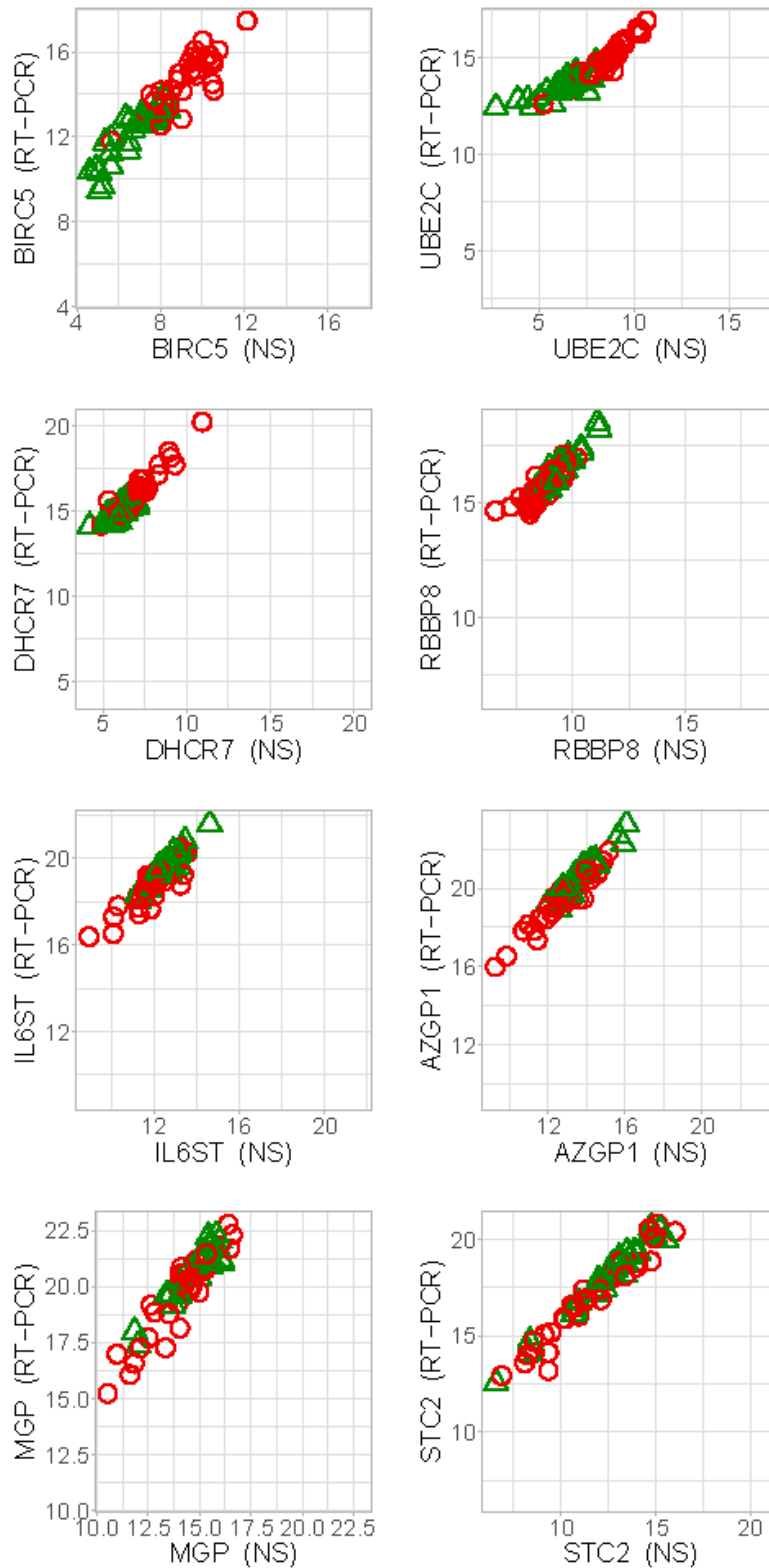 BIRC5 (RT-PCR)
16
12
8
4
4 8 12 16
BIRC5 (NS)
UBE2C (RT-PCR)
15
10
5
5 10 15
UBE2C (NS)
DHCR7 (RT-PCR)
20
15
10
5
5 10 15 20
DHCR7 (NS)
RBBP8 (RT-PCR)
15
10
10 15
RBBP8 (NS)
IL6ST (RT-PCR)
20
16
12
12 16 20
IL6ST (NS)
AZGP1 (RT-PCR)
20
16
12
12 16 20
AZGP1 (NS)
MGP (RT-PCR)
22.5
20.0
17.5
15.0
12.5
10.0
10.0 12.5 15.0 17.5 20.0 22.5
MGP (NS)
STC2 (RT-PCR)
20
15
10
10 15 20
STC2 (NS)